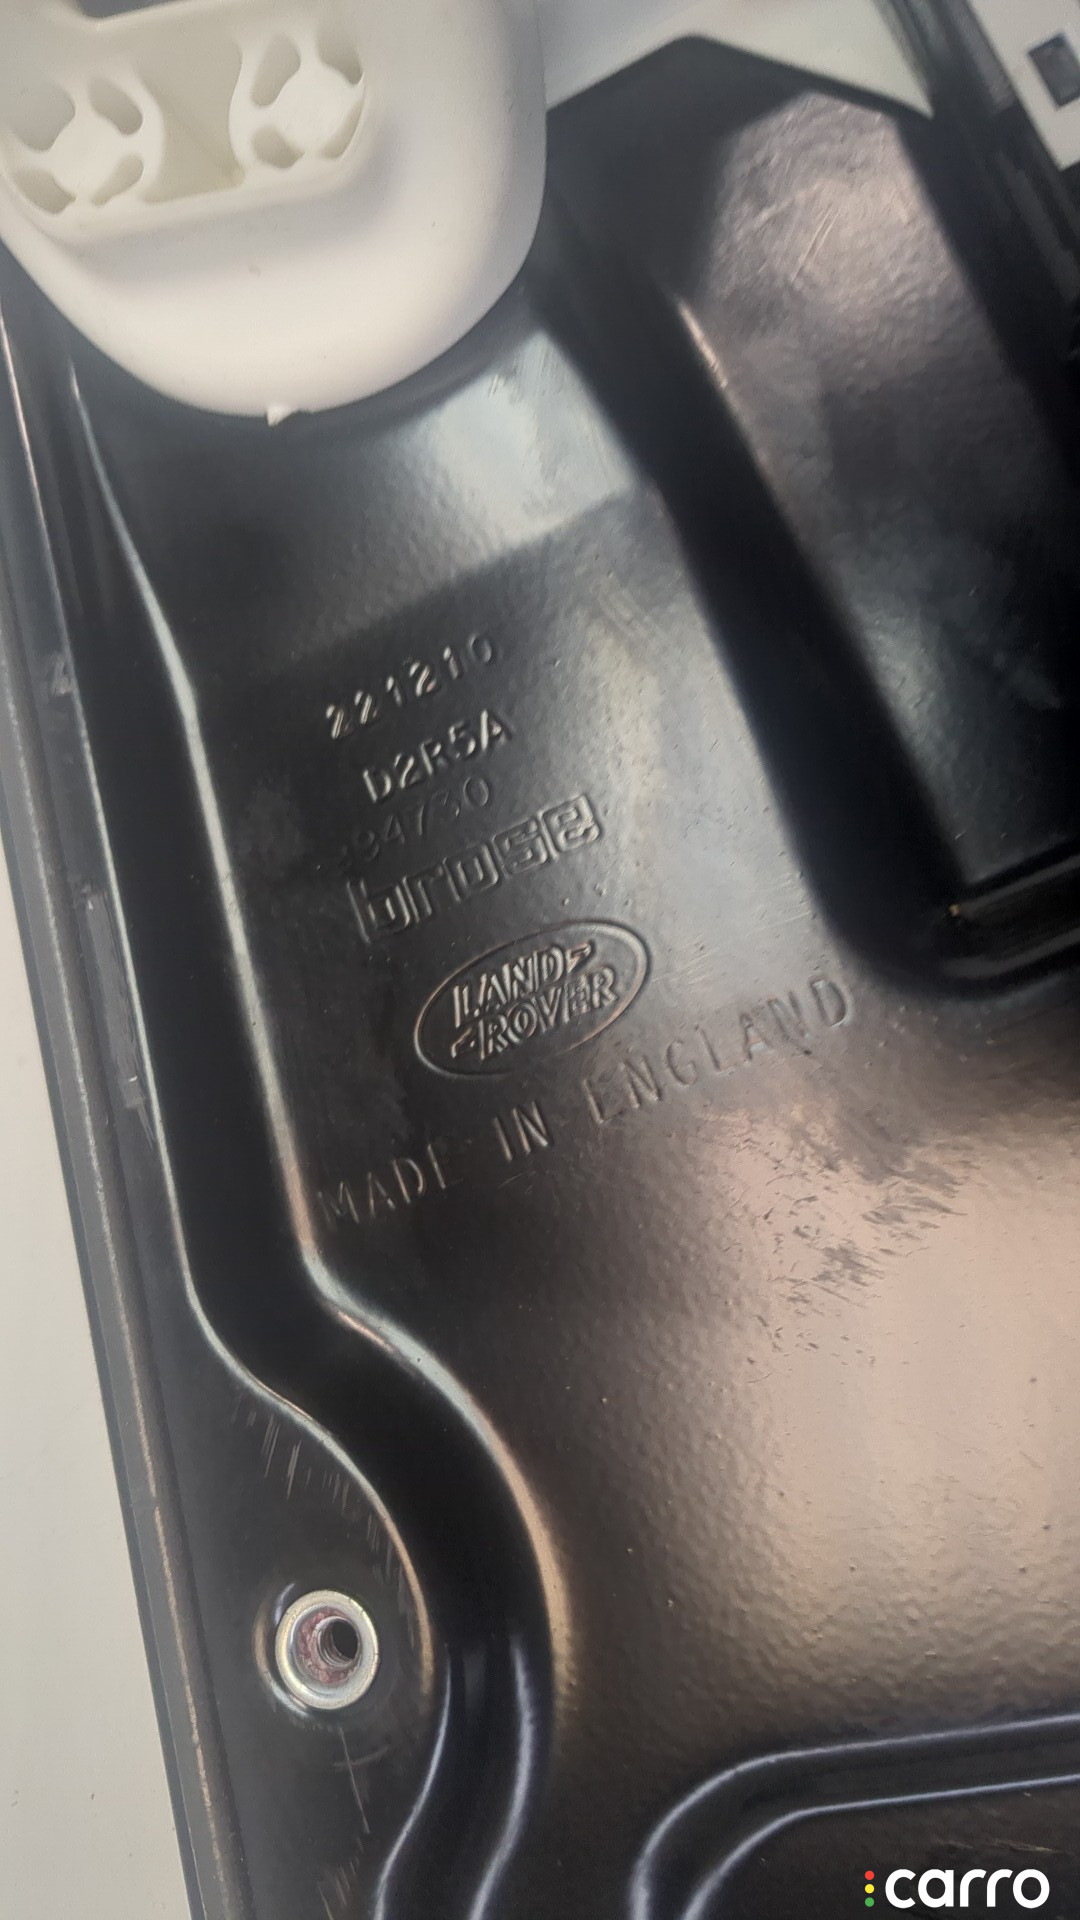 221210
D2R5A
brose
LAND-
-ROVER
MADE IN ENGLAND
carro